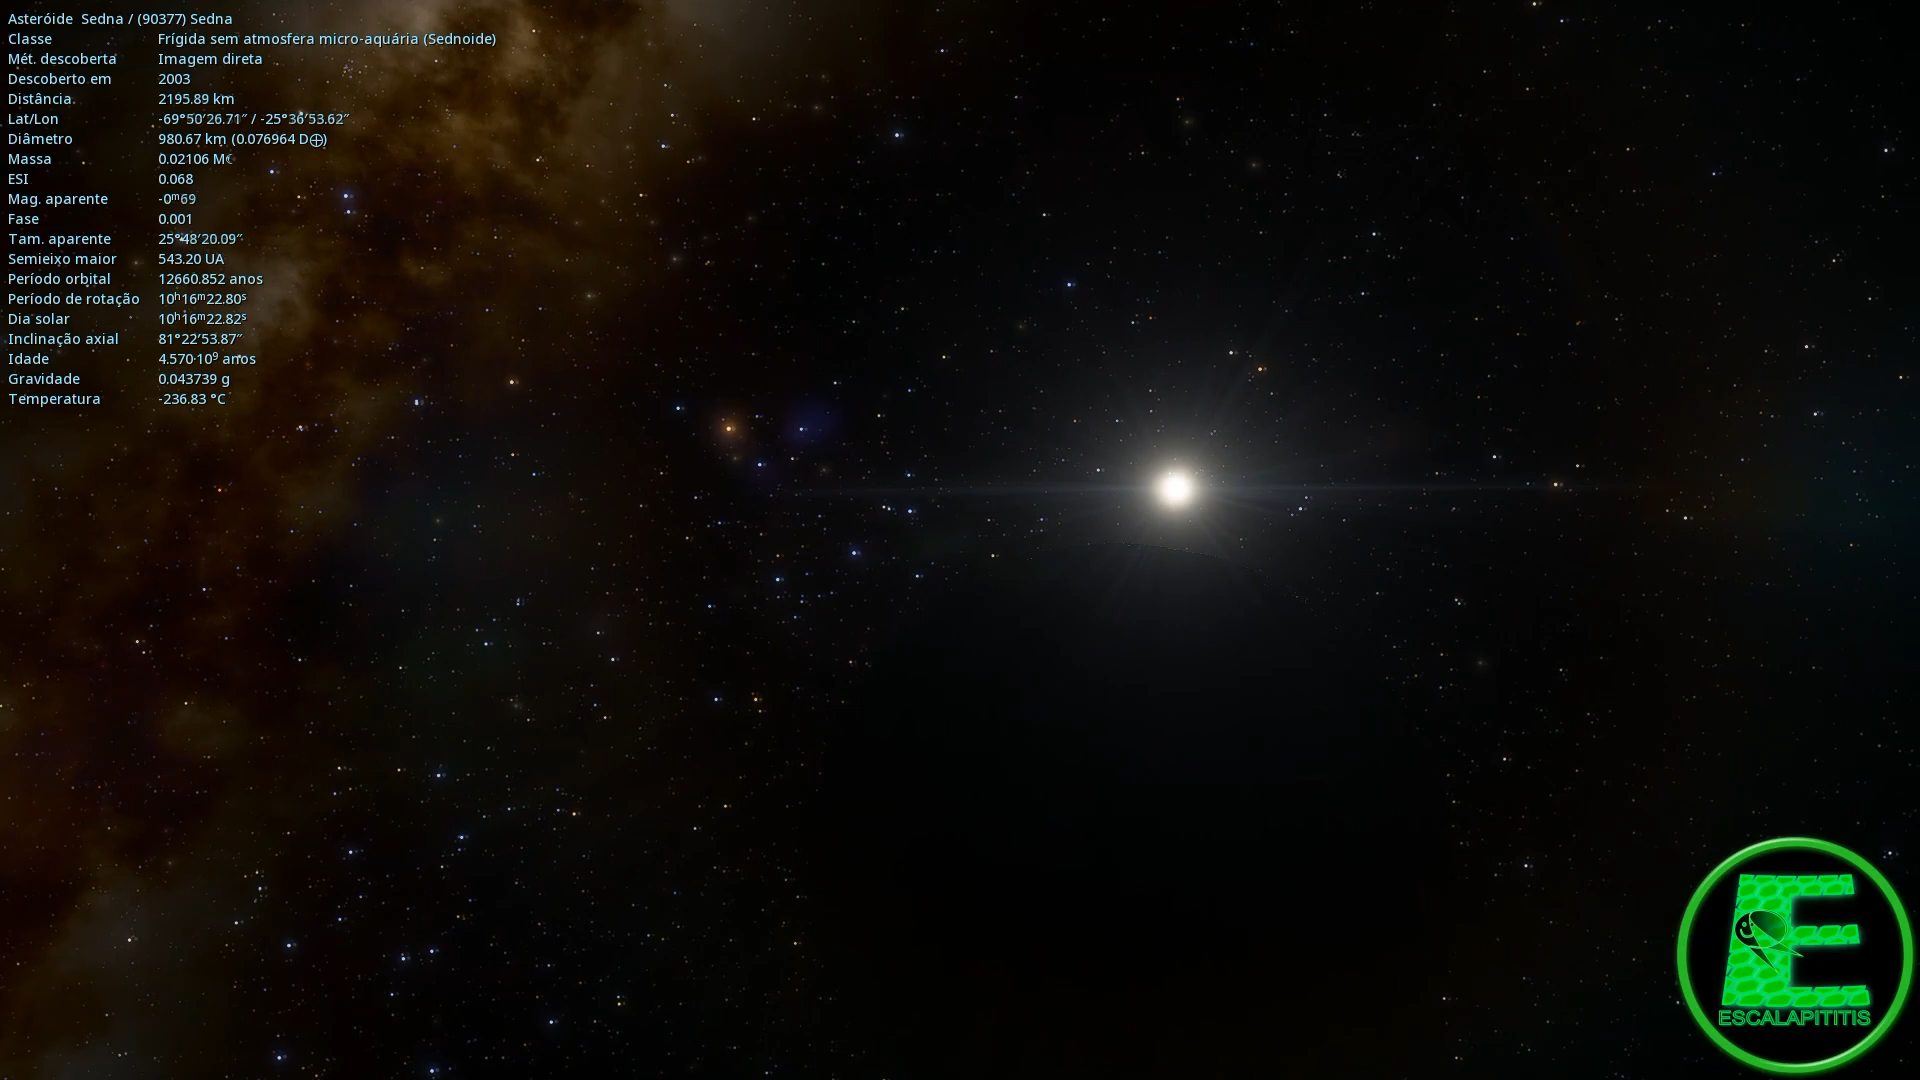 Asteróide Sedna / (90377) Sedna
Classe Frígida sem atmosfera micro-aquária (Sednoide)
Mét. descoberta Imagem direta
Descoberto em 2003
Distância 2195.89 km
Lat/Lon -69°50′26.71″ / -25°36′53.62″
Diâmetro 980.67 km (0.076964 D⊕)
Massa 0.02106 M☾
ESI 0.068
Mag. aparente -0ᵐ69
Fase 0.001
Tam. aparente 25°48′20.09″
Semieixo maior 543.20 UA
Período orbital 12660.852 anos
Período de rotação 10ʰ16ᵐ22.80ˢ
Dia solar 10ʰ16ᵐ22.82ˢ
Inclinação axial 81°22′53.87″
Idade 4.570·10⁹ anos
Gravidade 0.043739 g
Temperatura -236.83 °C
E
ESCALAPITITIS